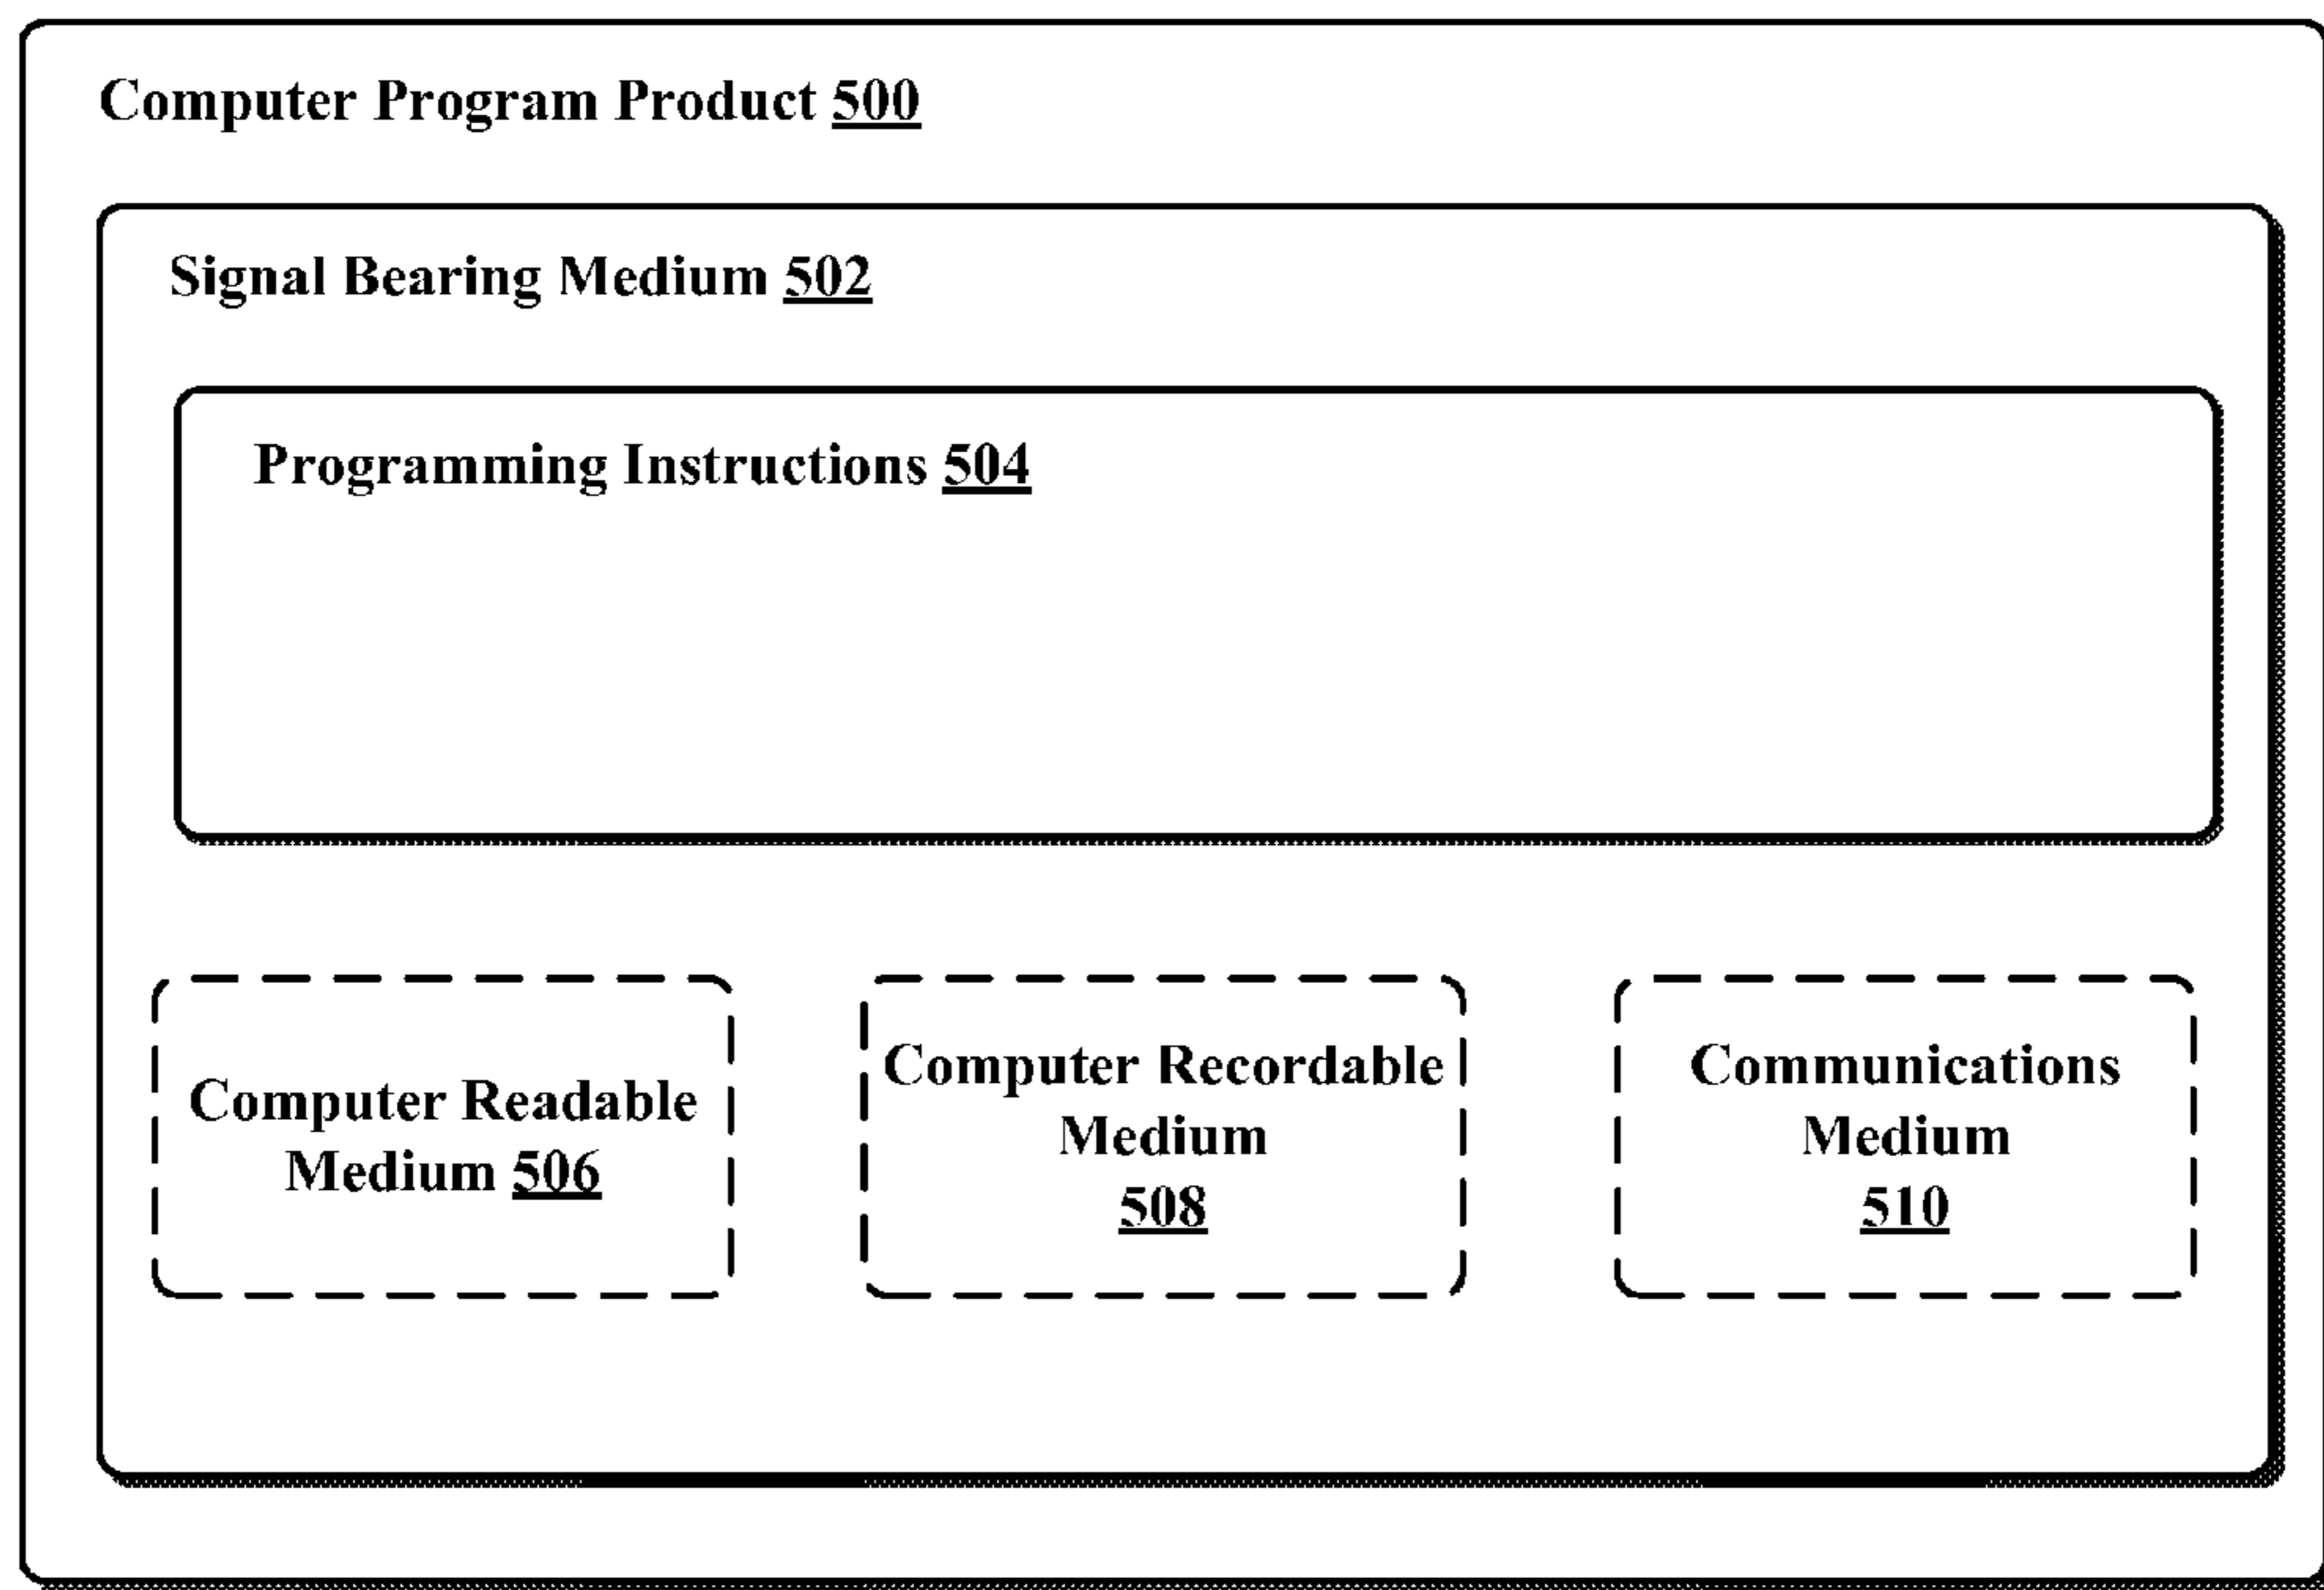 Computer Program Product 500
Signal Bearing Medium 502
Programming Instructions 504
Computer Readable
Medium 506
Computer Recordable
Medium
508
Communications
Medium
510